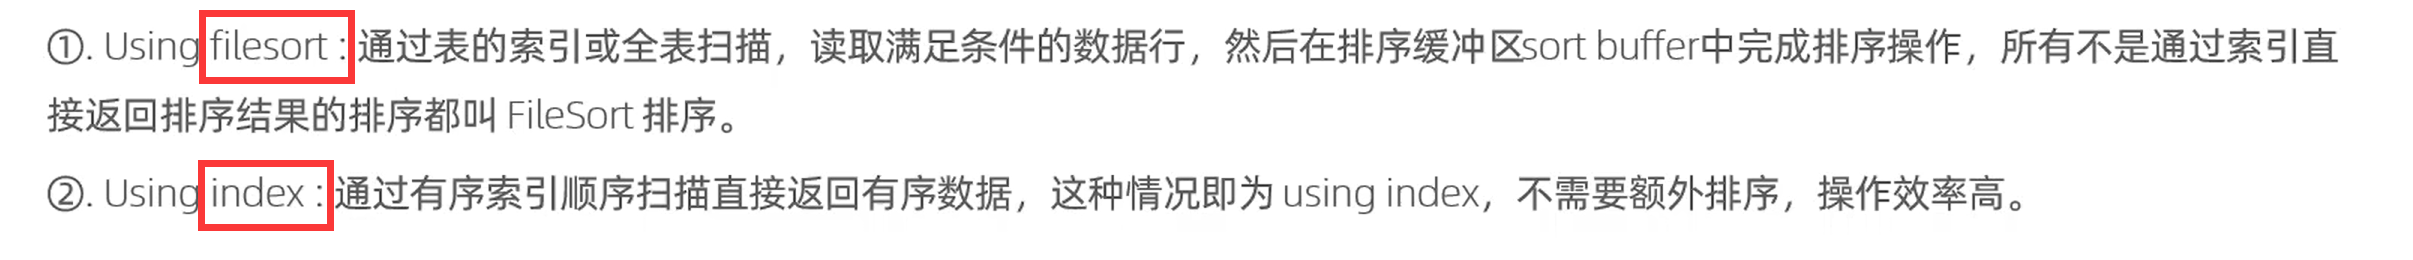 ①. Using filesort : 通过表的索引或全表扫描，读取满足条件的数据行，然后在排序缓冲区sort buffer中完成排序操作，所有不是通过索引直
接返回排序结果的排序都叫 FileSort 排序。
②. Using index : 通过有序索引顺序扫描直接返回有序数据，这种情况即为 using index，不需要额外排序，操作效率高。